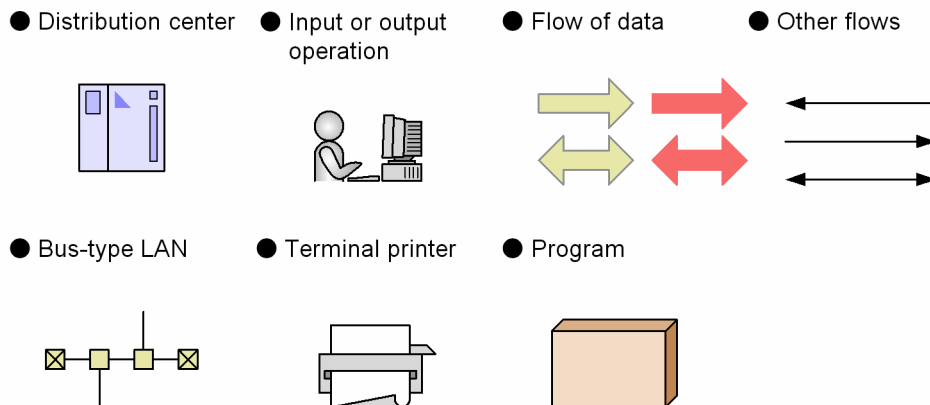 ● Distribution center
● Input or output
operation
● Flow of data
● Other flows
● Bus-type LAN
● Terminal printer
● Program